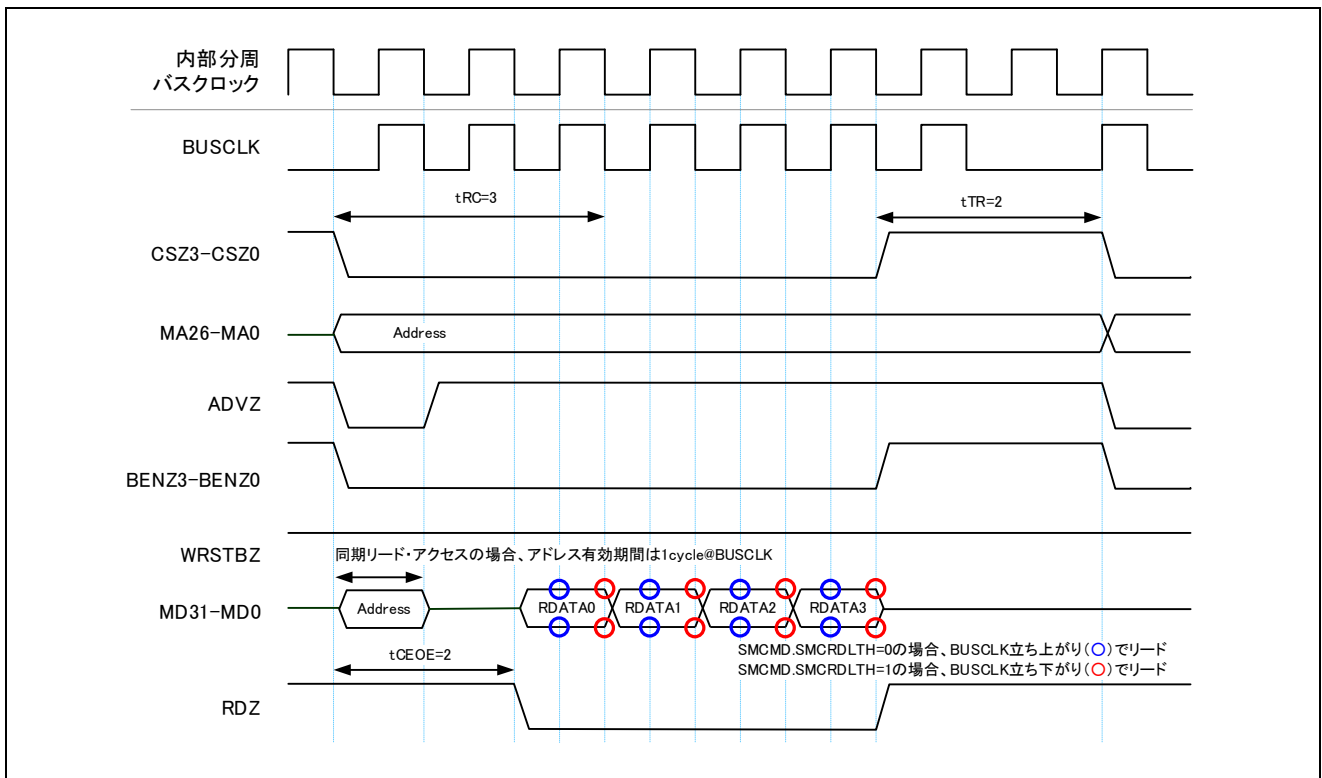 内部分周
バスクロック
BUSCLK
tRC=3
tTR=2
CSZ3-CSZ0
MA26-MA0
Address
ADVZ
BENZ3-BENZ0
WRSTBZ
同期リード・アクセスの場合、アドレス有効期間は1cycle@BUSCLK
MD31-MD0
Address
RDATA0
RDATA1
RDATA2
RDATA3
SMCMD.SMCRDLTH=0の場合、BUSCLK立ち上がり(○)でリード
SMCMD.SMCRDLTH=1の場合、BUSCLK立ち下がり(○)でリード
tCEOE=2
RDZ